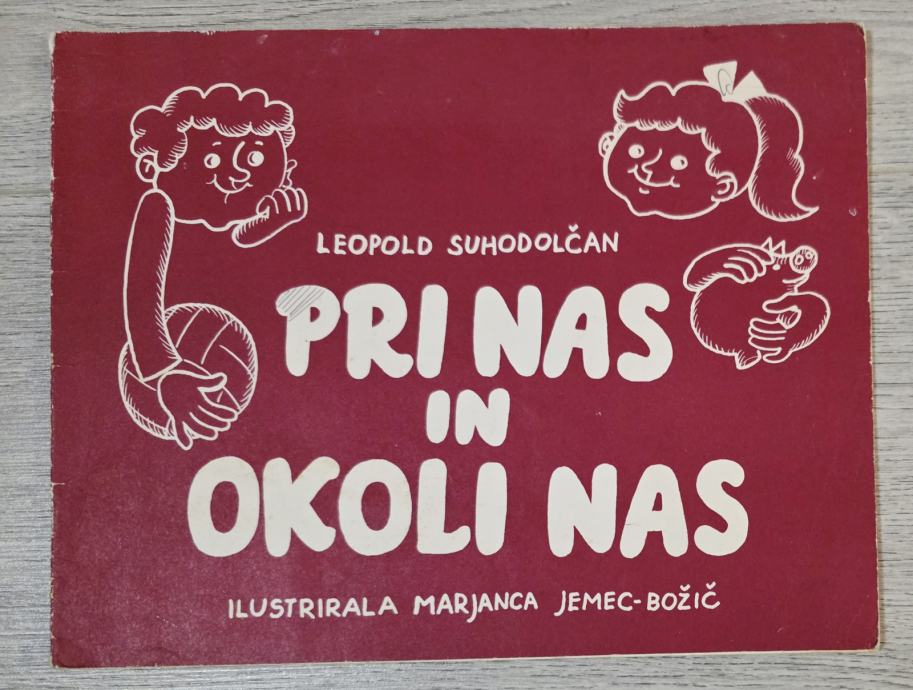 LEOPOLD SUHODOLČAN
PRI NAS
IN
OKOLI NAS
ILUSTRIRALA MARJANCA JEMEC-BOŽIČ